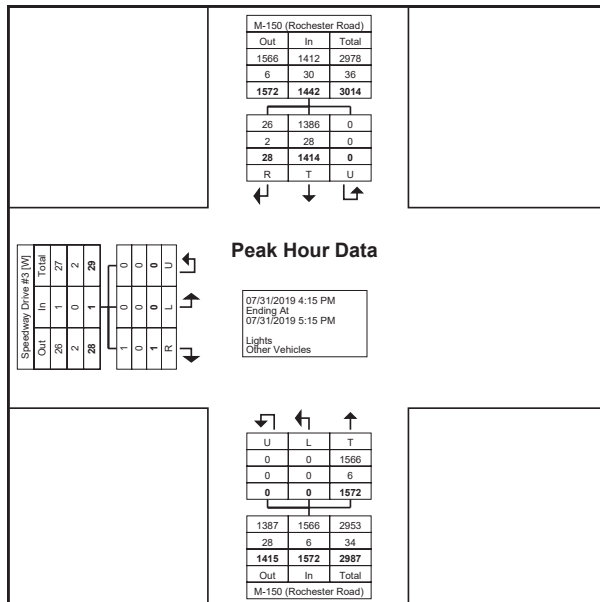 M-150 (Rochester Road)
Out In Total
1566 1412 2978
6 30 36
1572 1442 3014
26 1386 0
2 28 0
28 1414 0
R T U
Peak Hour Data
Speedway Drive #3 [W]
Out In Total
26 1 27
2 0 2
28 1 29
1 0 0
0 0 0
1 0 0
R L U
07/31/2019 4:15 PM
Ending At
07/31/2019 5:15 PM
Lights
Other Vehicles
U L T
0 0 1566
0 0 6
0 0 1572
1387 1566 2953
28 6 34
1415 1572 2987
Out In Total
M-150 (Rochester Road)